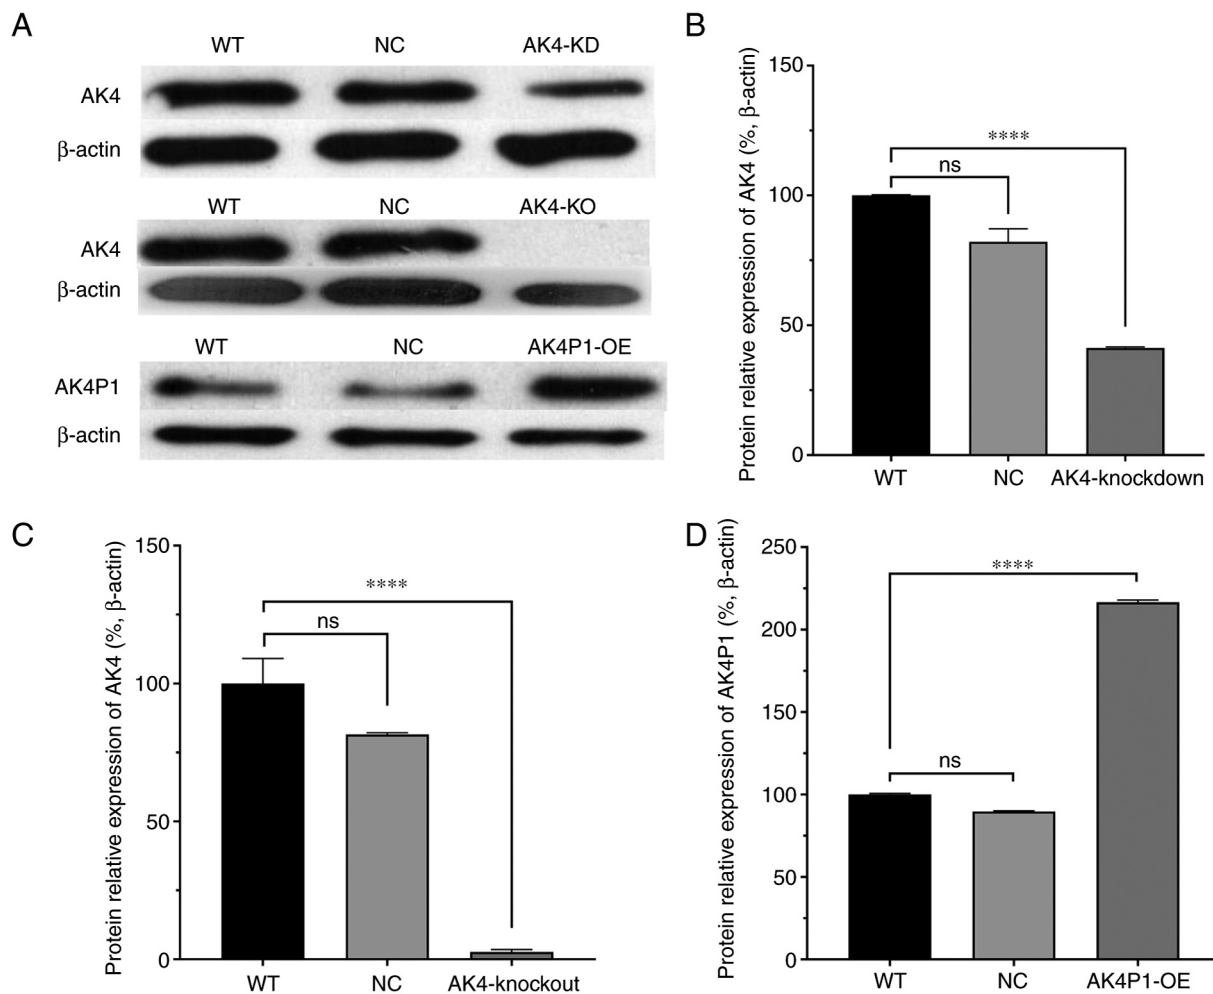 A
WT NC AK4-KD
AK4
β-actin
WT NC AK4-KO
AK4
β-actin
WT NC AK4P1-OE
AK4P1
β-actin
B
Protein relative expression of AK4 (%, β-actin)
150
100
50
0
****
ns
WT NC AK4-knockdown
C
Protein relative expression of AK4 (%, β-actin)
150
100
50
0
****
ns
WT NC AK4-knockout
D
Protein relative expression of AK4P1 (%, β-actin)
250
200
150
100
50
0
****
ns
WT NC AK4P1-OE